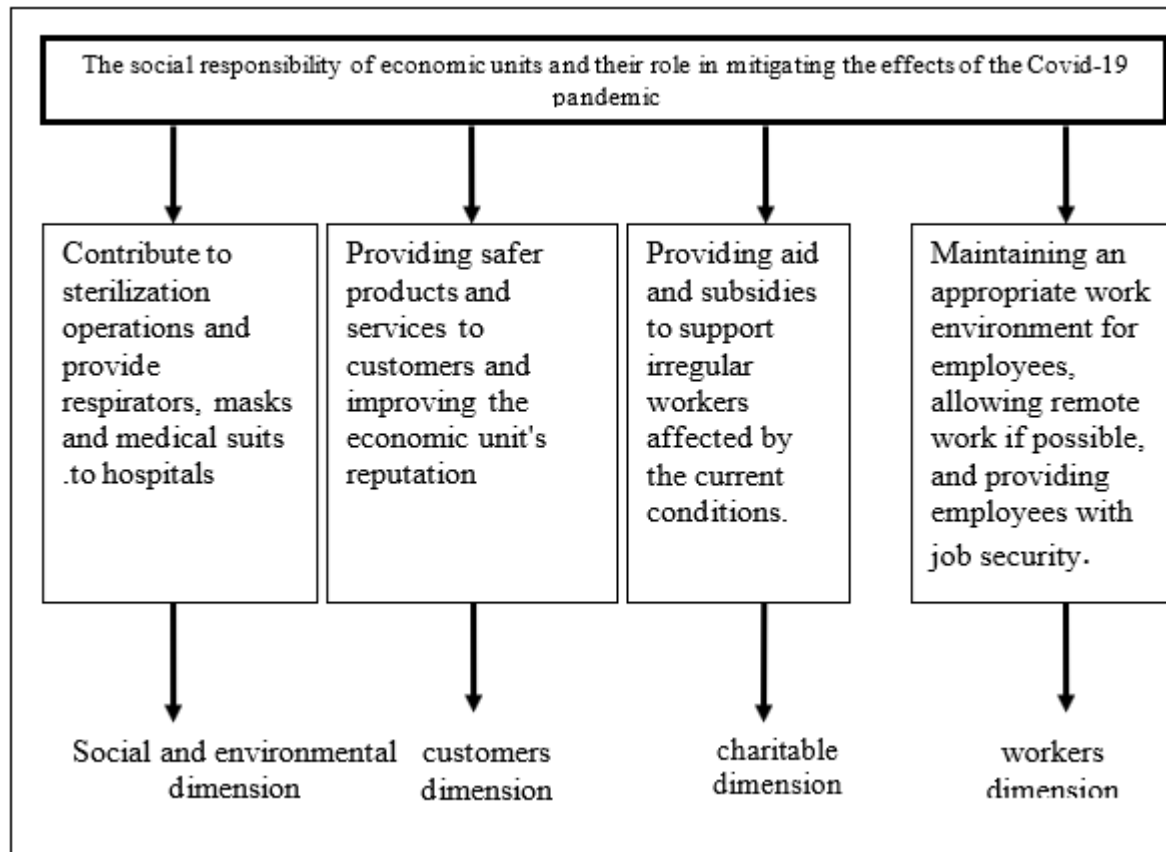 The social responsibility of economic units and their role in mitigating the effects of the Covid-19
pandemic
Contribute to
sterilization
operations and
provide
respirators, masks
and medical suits
.to hospitals
Providing safer
products and
services to
customers and
improving the
economic unit's
reputation
Providing aid
and subsidies
to support
irregular
workers
affected by
the current
conditions.
Maintaining an
appropriate work
environment for
employees,
allowing remote
work if possible,
and providing
employees with
job security.
Social and environmental
dimension
customers
dimension
charitable
dimension
workers
dimension